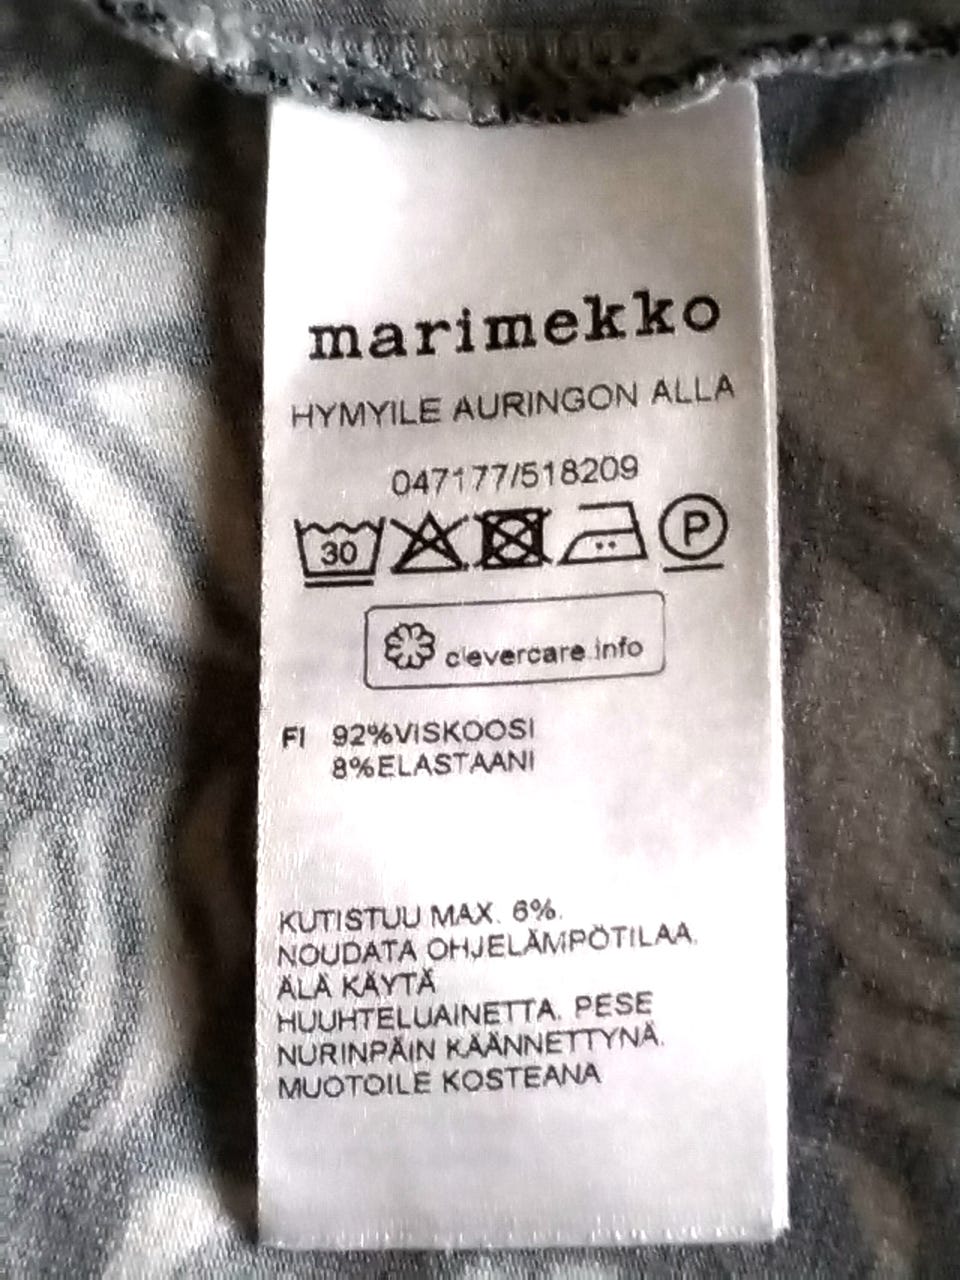 marimekko
HYMYILE AURINGON ALLA
047177/518209
30 P
clevercare.info
FI 92%VISKOOSI
8%ELASTAANI
KUTISTUU MAX. 6%.
NOUDATA OHJELÄMPÖTILAA.
ÄLÄ KÄYTÄ
HUUHTELUAINETTA. PESE
NURINPÄIN KÄÄNNETTYNÄ.
MUOTOILE KOSTEANA